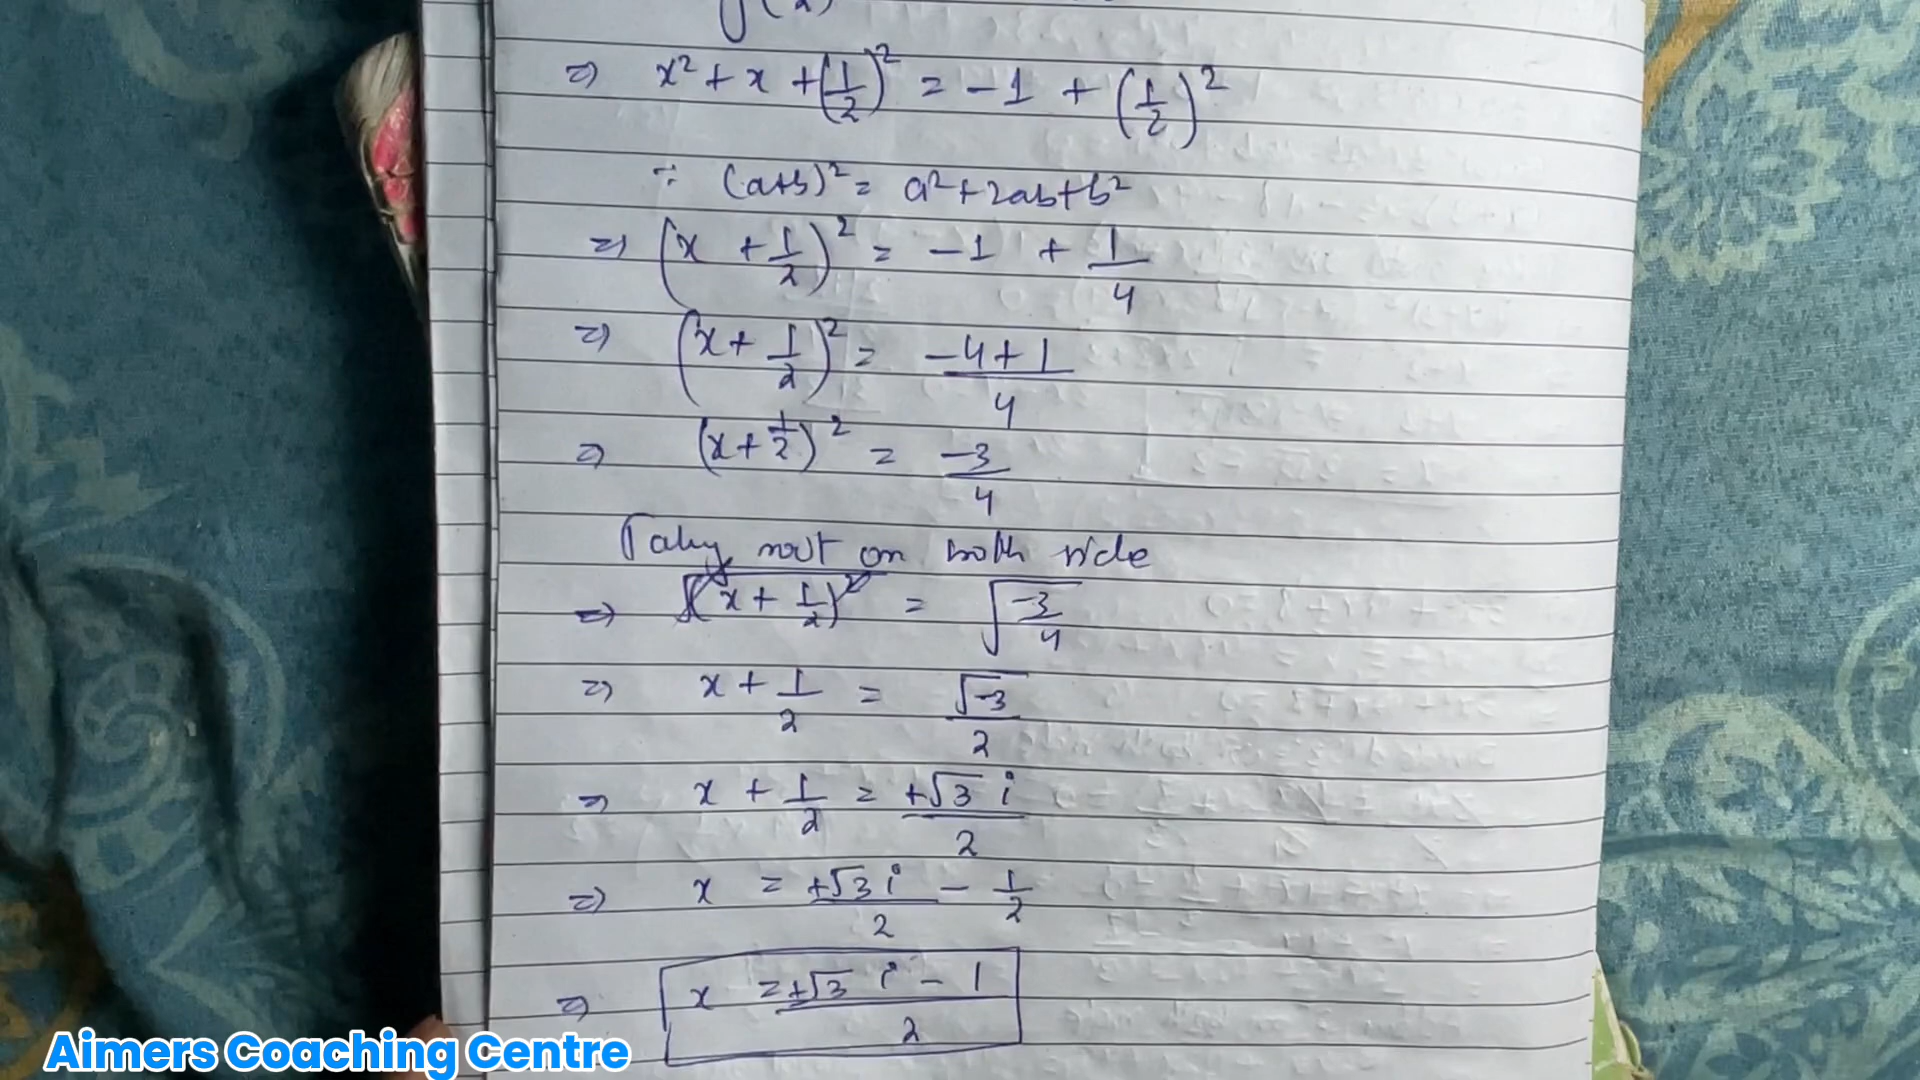 ⇒ x² + x + (1/2)² = -1 + (1/2)²
∵ (a+b)² = a²+2ab+b²
⇒ (x + 1/2)² = -1 + 1/4
⇒ (x + 1/2)² = (-4+1)/4
⇒ (x + 1/2)² = -3/4
Taking root on both side
⇒ √(x + 1/2)² = √(-3/4)
⇒ x + 1/2 = √-3/2
⇒ x + 1/2 = +√3 i/2
⇒ x = +√3 i/2 - 1/2
⇒ x = (±√3 i - 1)/2
Aimers Coaching Centre